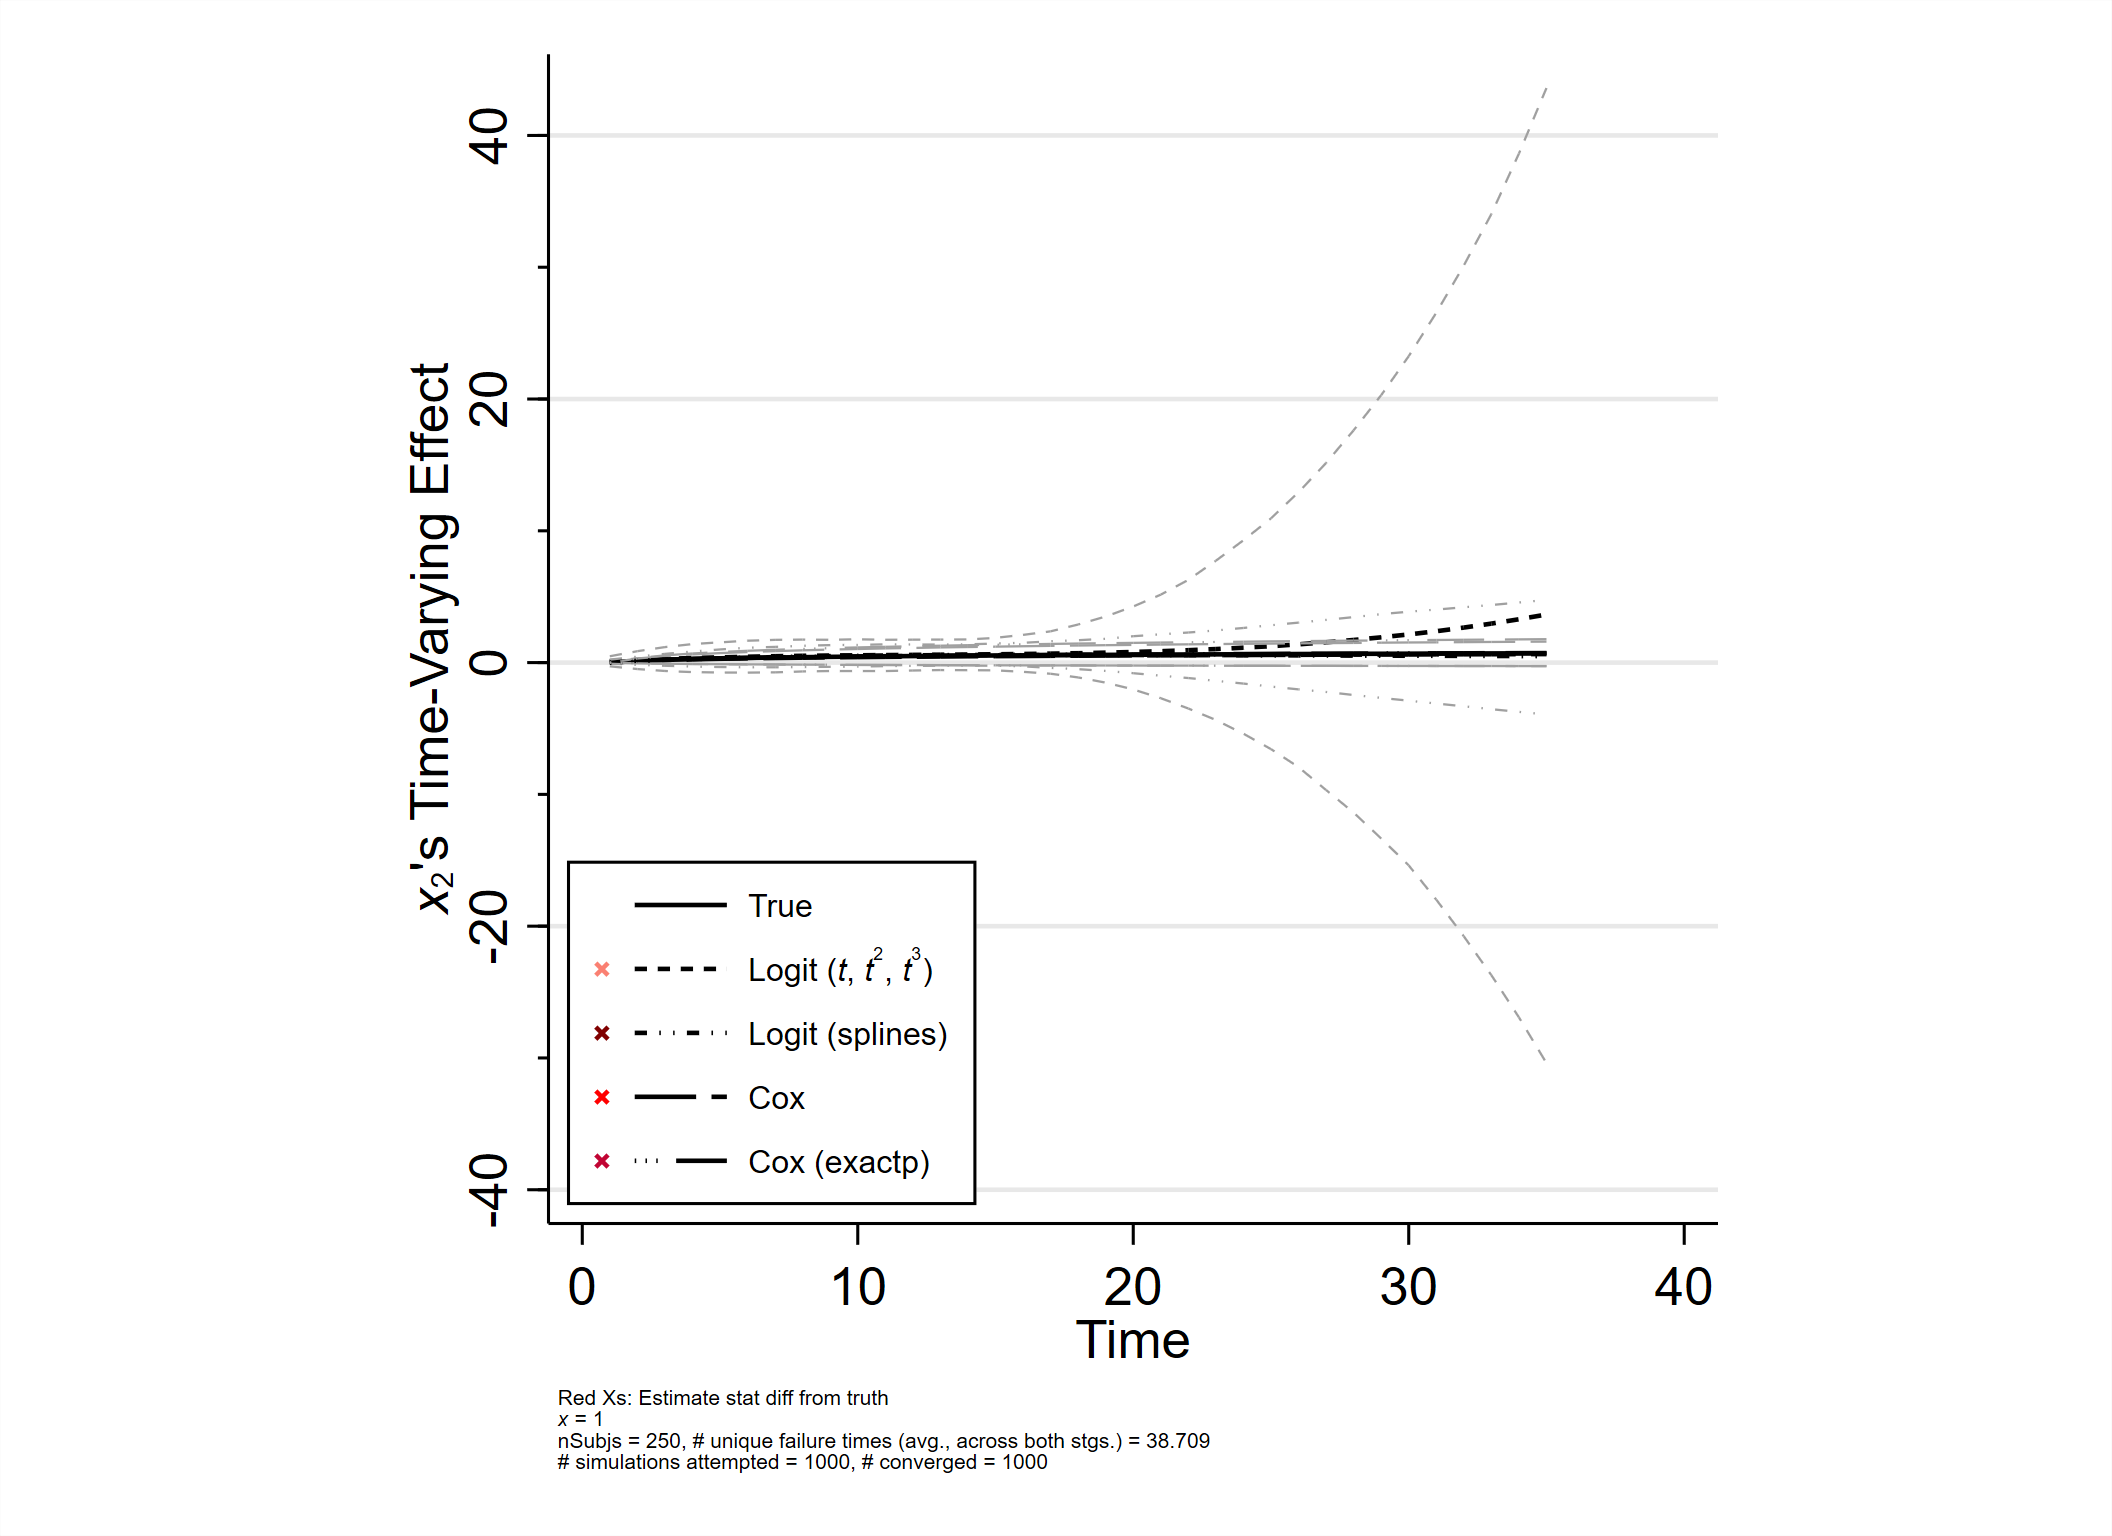 x₂'s Time-Varying Effect
40
20
0
-20
-40
True
Logit (t, t², t³)
Logit (splines)
Cox
Cox (exactp)
0 10 20 30 40
Time
Red Xs: Estimate stat diff from truth
x = 1
nSubjs = 250, # unique failure times (avg., across both stgs.) = 38.709
# simulations attempted = 1000, # converged = 1000